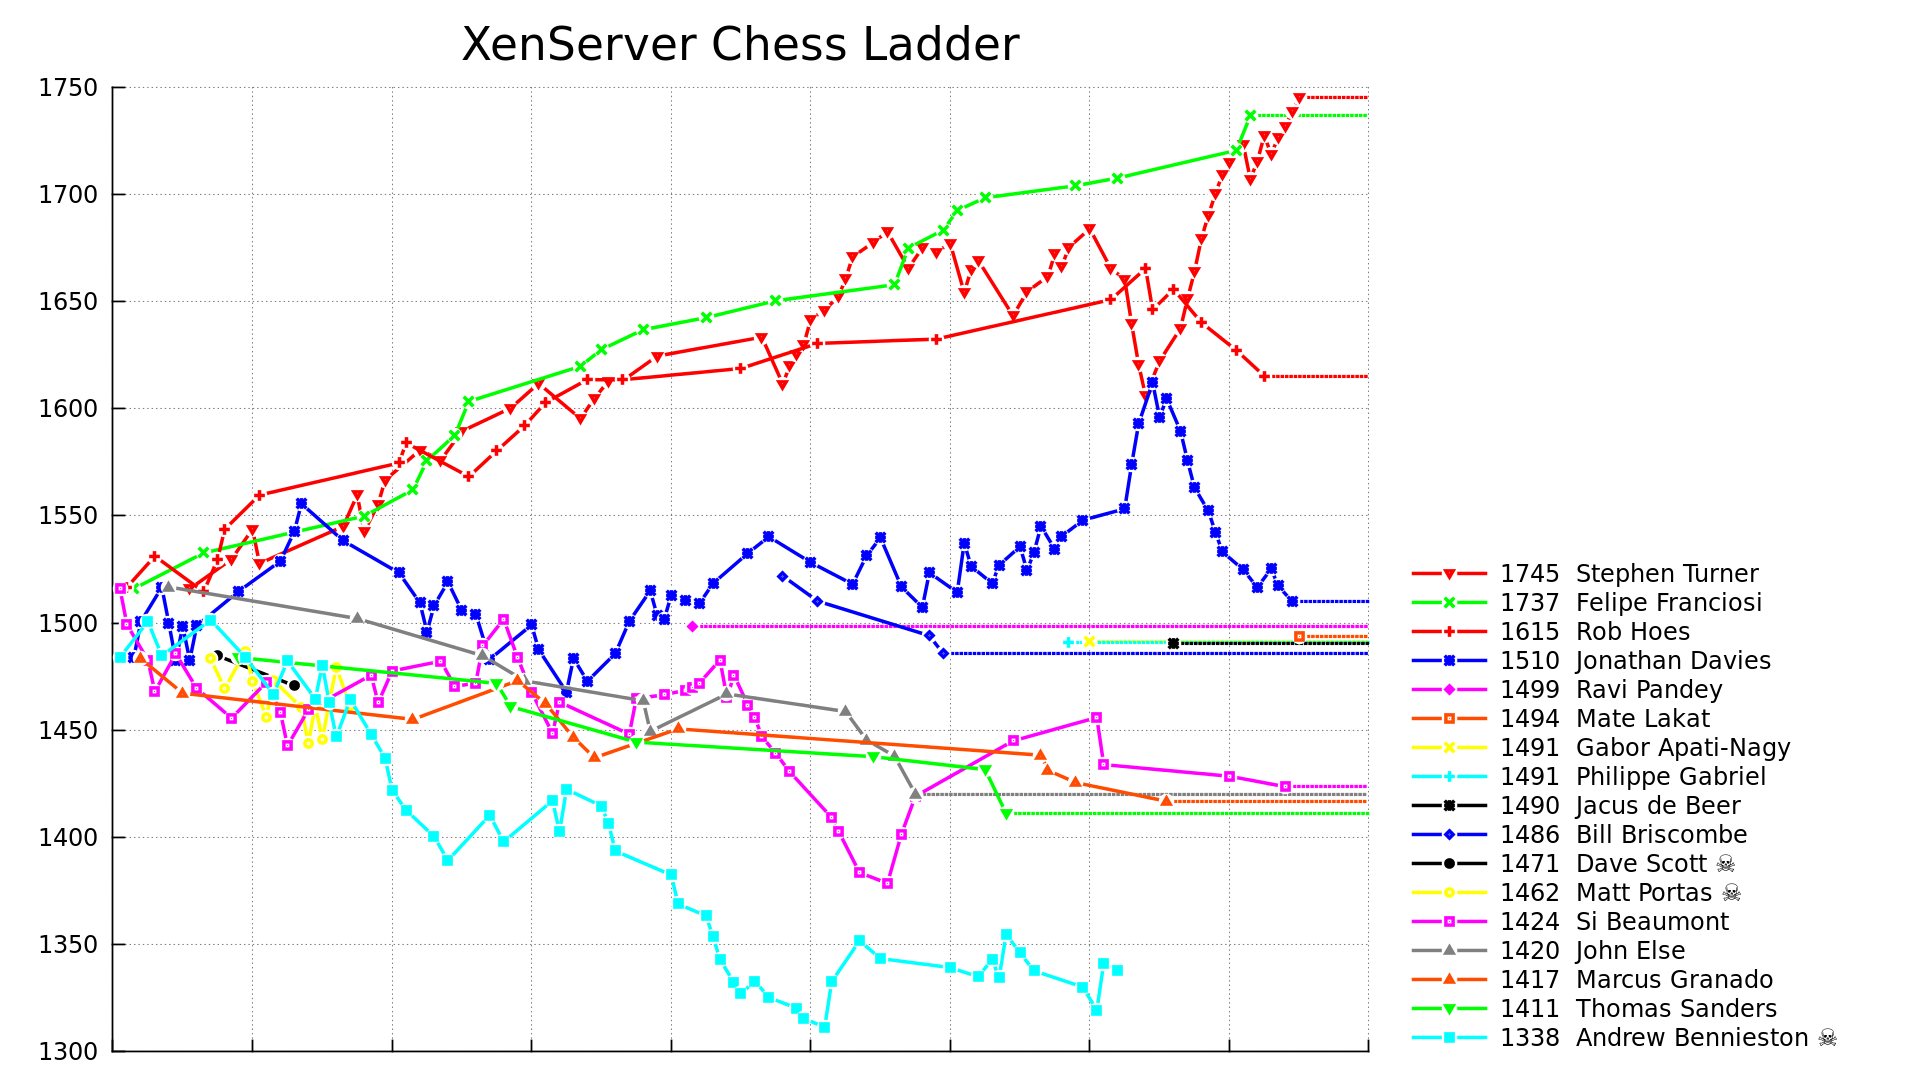 XenServer Chess Ladder
1750
1700
1650
1600
1550
1500
1450
1400
1350
1300
1745 Stephen Turner
1737 Felipe Franciosi
1615 Rob Hoes
1510 Jonathan Davies
1499 Ravi Pandey
1494 Mate Lakat
1491 Gabor Apati-Nagy
1491 Philippe Gabriel
1490 Jacus de Beer
1486 Bill Briscombe
1471 Dave Scott ☠
1462 Matt Portas ☠
1424 Si Beaumont
1420 John Else
1417 Marcus Granado
1411 Thomas Sanders
1338 Andrew Bennieston ☠